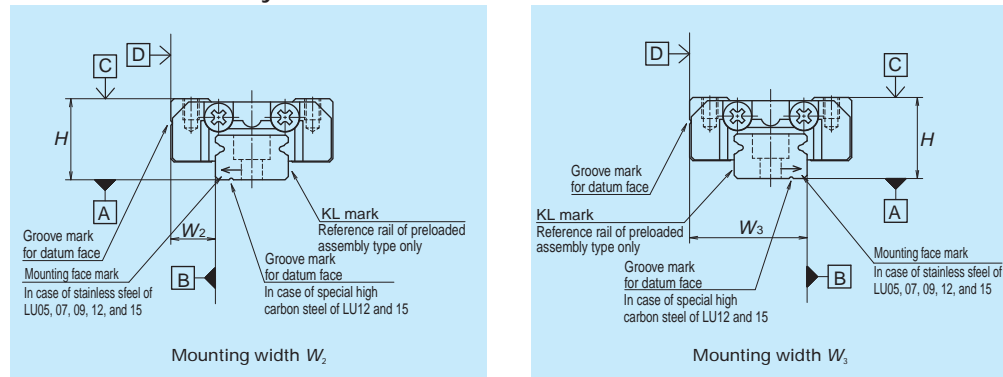 D
C
H
A
W2
Groove mark
for datum face
Mounting face mark
In case of stainless sfeel of
LU05, 07, 09, 12, and 15
B
KL mark
Reference rail of preloaded
assembly type only
Groove mark
for datum face
In case of special high
carbon steel of LU12 and 15
Mounting width W2
D
C
H
A
Groove mark
for datum face
KL mark
Reference rail of preloaded
assembly type only
W3
Groove mark
for datum face
In case of special high
carbon steel of LU12 and 15
B
Mounting face mark
In case of stainless sfeel of
LU05, 07, 09, 12, and 15
Mounting width W3